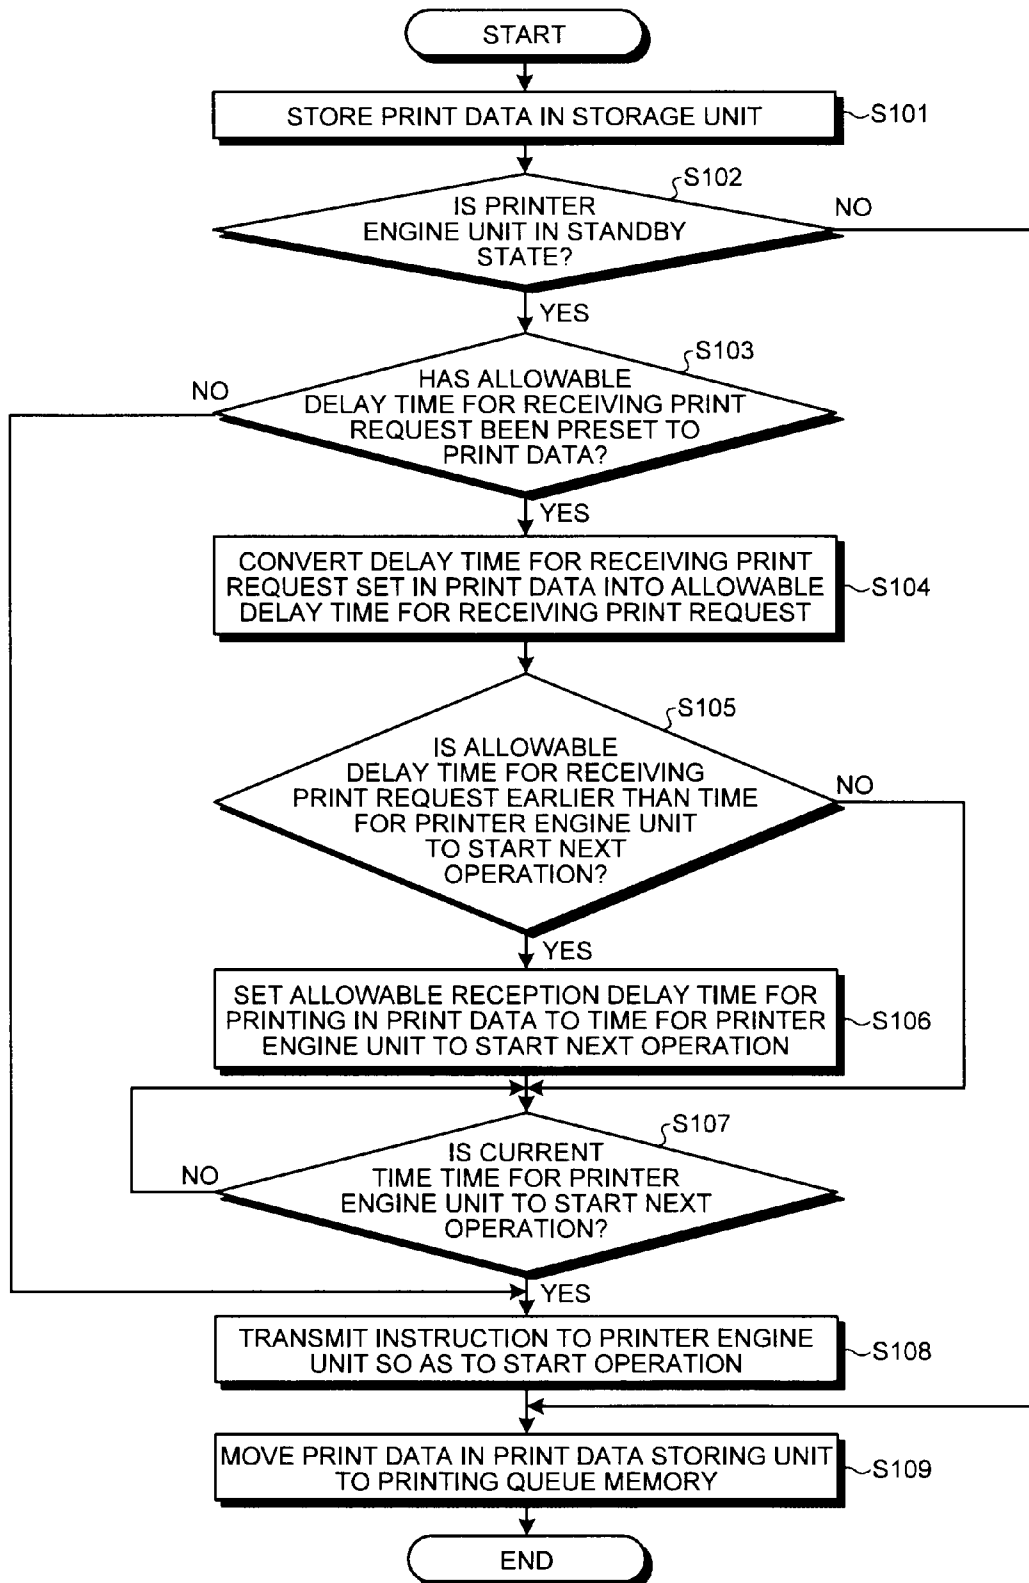 START
STORE PRINT DATA IN STORAGE UNIT
S101
S102
IS PRINTER
ENGINE UNIT IN STANDBY
STATE?
NO
YES
S103
HAS ALLOWABLE
DELAY TIME FOR RECEIVING PRINT
REQUEST BEEN PRESET TO
PRINT DATA?
NO
YES
CONVERT DELAY TIME FOR RECEIVING PRINT
REQUEST SET IN PRINT DATA INTO ALLOWABLE
DELAY TIME FOR RECEIVING PRINT REQUEST
S104
S105
IS ALLOWABLE
DELAY TIME FOR RECEIVING
PRINT REQUEST EARLIER THAN TIME
FOR PRINTER ENGINE UNIT
TO START NEXT
OPERATION?
NO
YES
SET ALLOWABLE RECEPTION DELAY TIME FOR
PRINTING IN PRINT DATA TO TIME FOR PRINTER
ENGINE UNIT TO START NEXT OPERATION
S106
S107
IS CURRENT
TIME TIME FOR PRINTER
ENGINE UNIT TO START NEXT
OPERATION?
NO
YES
TRANSMIT INSTRUCTION TO PRINTER ENGINE
UNIT SO AS TO START OPERATION
S108
MOVE PRINT DATA IN PRINT DATA STORING UNIT
TO PRINTING QUEUE MEMORY
S109
END